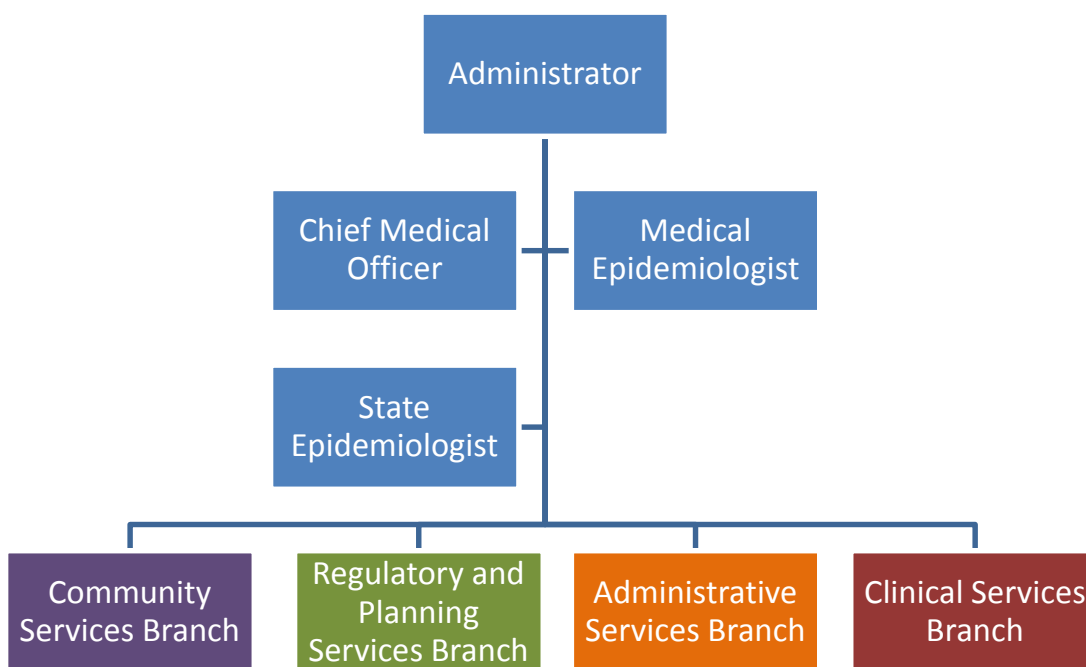 Administrator
Chief Medical
Officer
Medical
Epidemiologist
State
Epidemiologist
Community
Services Branch
Regulatory and
Planning
Services Branch
Administrative
Services Branch
Clinical Services
Branch